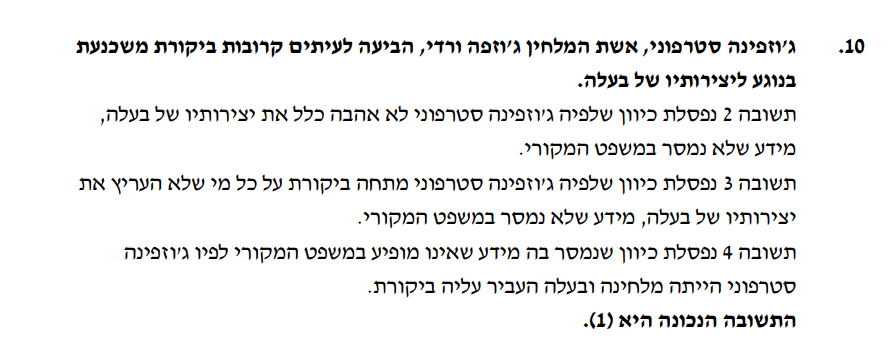 10. ג'וזפינה סטרפוני, אשת המלחין ג'וזפה ורדי, הביעה לעיתים קרובות ביקורת משכנעת
בנוגע ליצירותיו של בעלה.
תשובה 2 נפסלת כיוון שלפיה ג'וזפינה סטרפוני לא אהבה כלל את יצירותיו של בעלה,
מידע שלא נמסר במשפט המקורי.
תשובה 3 נפסלת כיוון שלפיה ג'וזפינה סטרפוני מתחה ביקורת על כל מי שלא העריץ את
יצירותיו של בעלה, מידע שלא נמסר במשפט המקורי.
תשובה 4 נפסלת כיוון שנמסר בה מידע שאינו מופיע במשפט המקורי לפיו ג'וזפינה
סטרפוני הייתה מלחינה ובעלה העביר עליה ביקורת.
התשובה הנכונה היא (1).